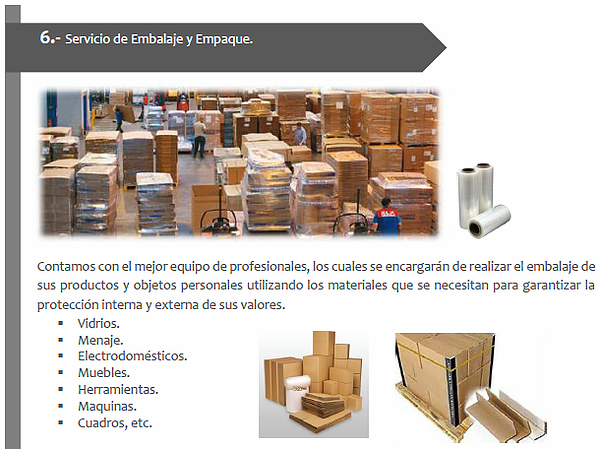 6.- Servicio de Embalaje y Empaque.
Contamos con el mejor equipo de profesionales, los cuales se encargarán de realizar el embalaje de
sus productos y objetos personales utilizando los materiales que se necesitan para garantizar la
protección interna y externa de sus valores.
▪ Vidrios.
▪ Menaje.
▪ Electrodomésticos.
▪ Muebles.
▪ Herramientas.
▪ Maquinas.
▪ Cuadros, etc.